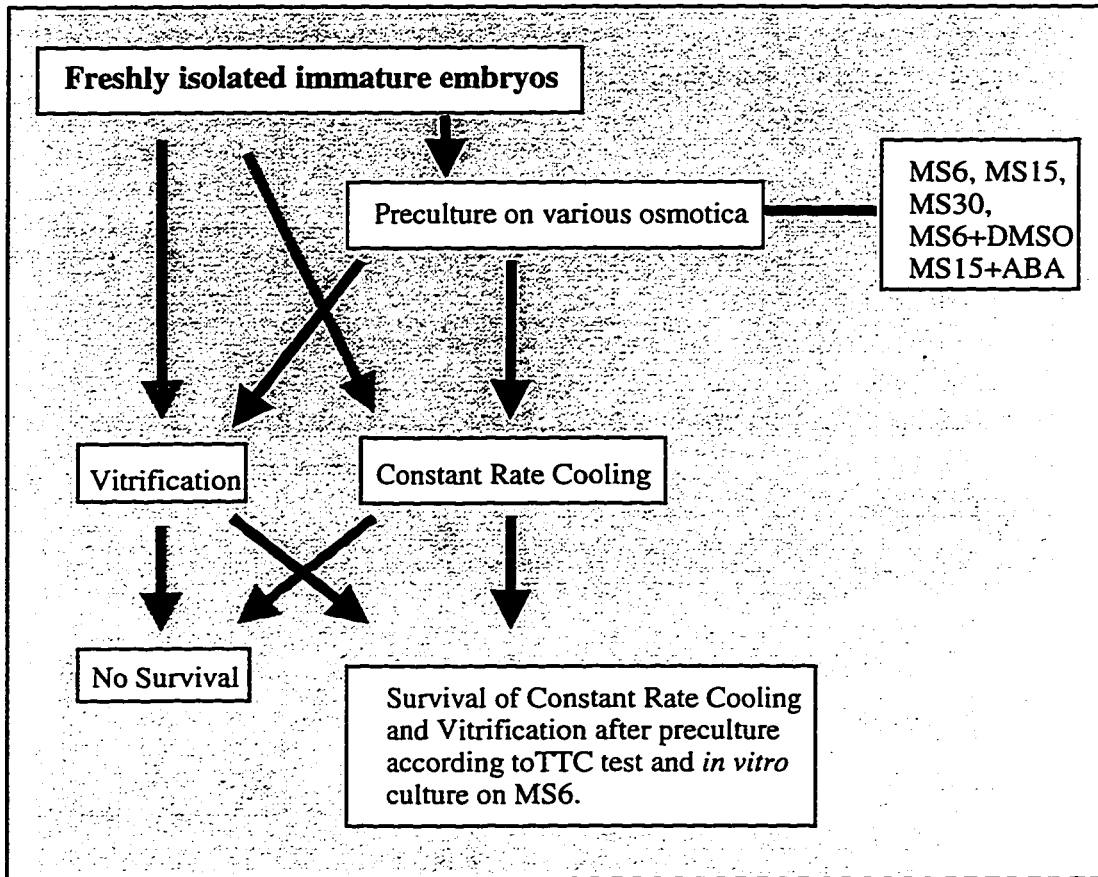 Freshly isolated immature embryos
Preculture on various osmotica
MS6, MS15,
MS30,
MS6+DMSO
MS15+ABA
Vitrification
Constant Rate Cooling
No Survival
Survival of Constant Rate Cooling
and Vitrification after preculture
according toTTC test and in vitro
culture on MS6.